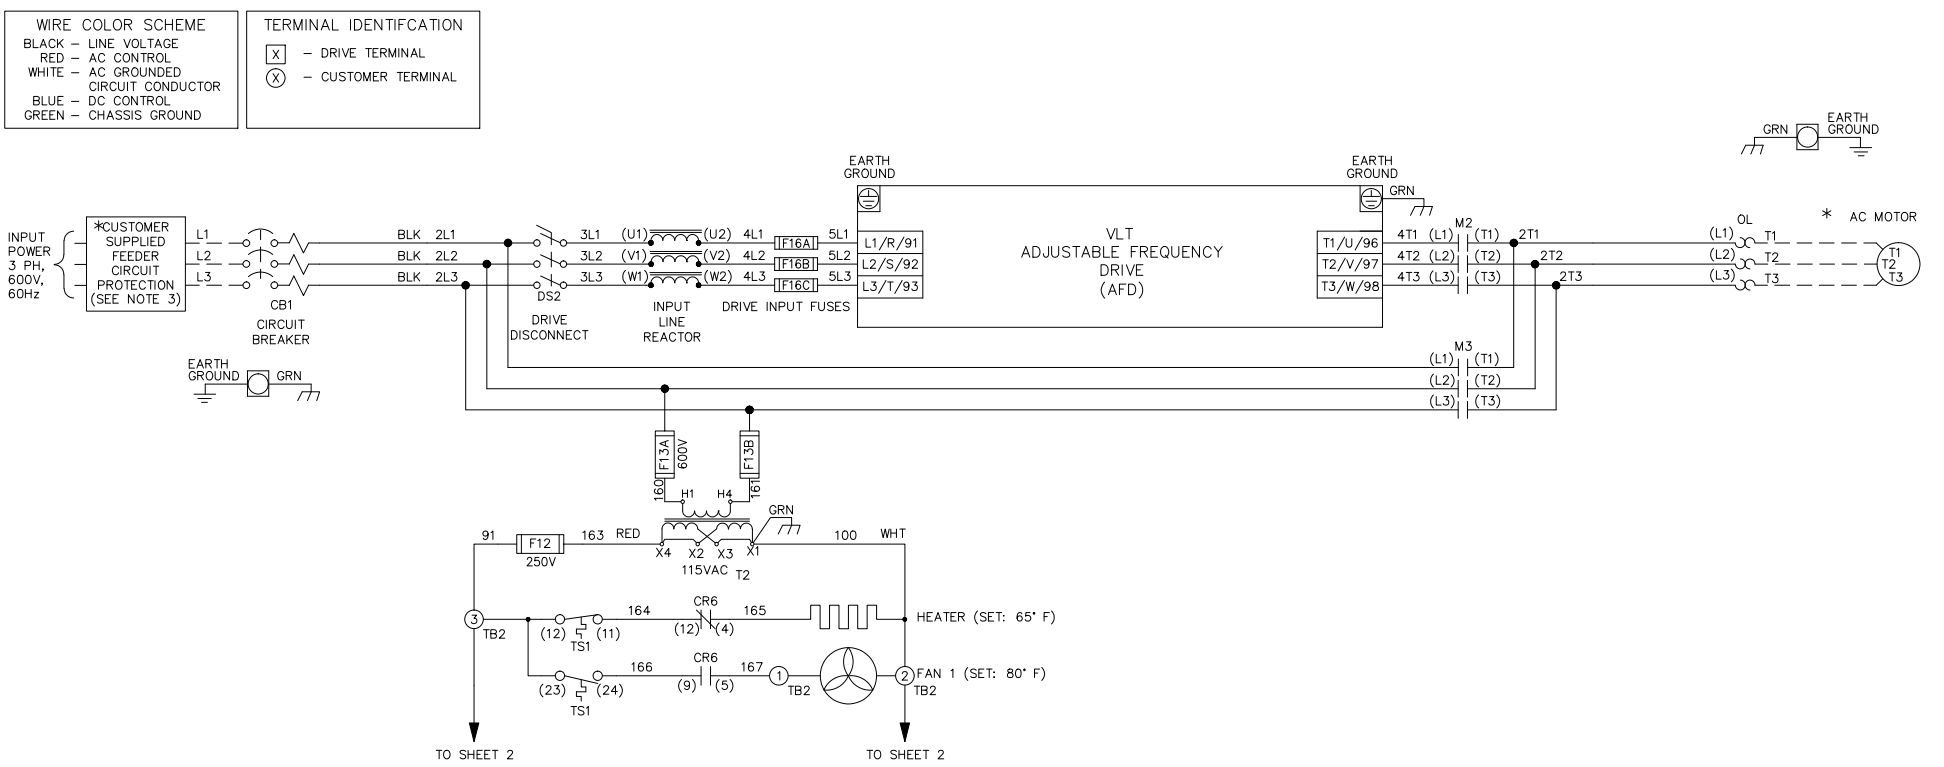 WIRE COLOR SCHEME
BLACK – LINE VOLTAGE
RED – AC CONTROL
WHITE – AC GROUNDED
CIRCUIT CONDUCTOR
BLUE – DC CONTROL
GREEN – CHASSIS GROUND
TERMINAL IDENTIFCATION
X – DRIVE TERMINAL
X – CUSTOMER TERMINAL
INPUT
POWER
3 PH,
600V,
60Hz
*CUSTOMER
SUPPLIED
FEEDER
CIRCUIT
PROTECTION
(SEE NOTE 3)
L1
L2
L3
CB1
CIRCUIT
BREAKER
EARTH
GROUND
GRN
BLK 2L1
BLK 2L2
BLK 2L3
DS2
DRIVE
DISCONNECT
3L1 (U1) (U2) 4L1 F16A 5L1
3L2 (V1) (V2) 4L2 F16B 5L2
3L3 (W1) (W2) 4L3 F16C 5L3
INPUT
LINE
REACTOR
DRIVE INPUT FUSES
EARTH
GROUND
L1/R/91
L2/S/92
L3/T/93
VLT
ADJUSTABLE FREQUENCY
DRIVE
(AFD)
EARTH
GROUND
GRN
T1/U/96
T2/V/97
T3/W/98
M2
4T1 (L1) (T1) 2T1
4T2 (L2) (T2) 2T2
4T3 (L3) (T3) 2T3
M3
(L1) (T1)
(L2) (T2)
(L3) (T3)
GRN
EARTH
GROUND
OL
(L1) T1
(L2) T2
(L3) T3
* AC MOTOR
T1
T2
T3
F13A
600V
F13B
160
161
H1 H4
GRN
91
F12
250V
163 RED
X4 X2 X3 X1
115VAC T2
100 WHT
3
TB2
(12) (11)
TS1
164
CR6
(12) (4)
165
HEATER (SET: 65° F)
(23) (24)
TS1
166
CR6
(9) (5)
167
1
TB2
2
TB2
FAN 1 (SET: 80° F)
TO SHEET 2
TO SHEET 2